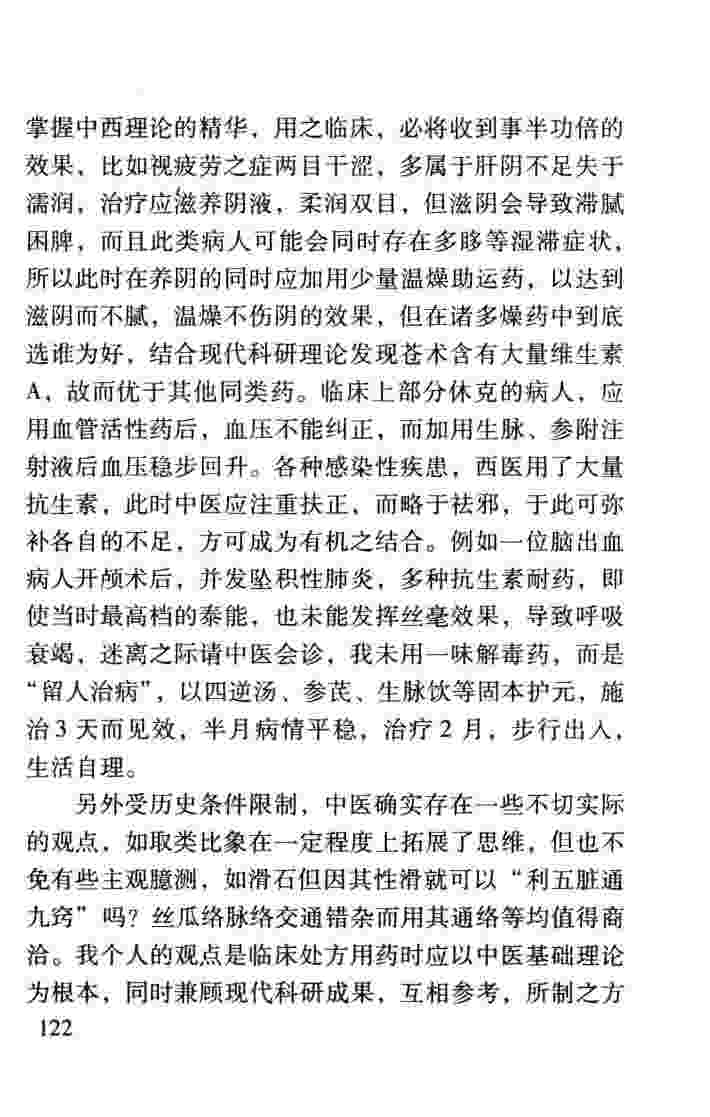 掌握中西理论的精华，用之临床，必将收到事半功倍的
效果，比如视疲劳之症两目干涩，多属于肝阴不足失于
濡润，治疗应滋养阴液，柔润双目，但滋阴会导致滞腻
困脾，而且此类病人可能会同时存在多眵等湿滞症状，
所以此时在养阴的同时应加用少量温燥助运药，以达到
滋阴而不腻，温燥不伤阴的效果，但在诸多燥药中到底
选谁为好，结合现代科研理论发现苍术含有大量维生素
A，故而优于其他同类药。临床上部分休克的病人，应
用血管活性药后，血压不能纠正，而加用生脉、参附注
射液后血压稳步回升。各种感染性疾患，西医用了大量
抗生素，此时中医应注重扶正，而略于祛邪，于此可弥
补各自的不足，方可成为有机之结合。例如一位脑出血
病人开颅术后，并发坠积性肺炎，多种抗生素耐药，即
使当时最高档的泰能，也未能发挥丝毫效果，导致呼吸
衰竭，迷离之际请中医会诊，我未用一味解毒药，而是
“留人治病”，以四逆汤、参芪、生脉饮等固本护元，施
治 3 天而见效，半月病情平稳，治疗 2 月，步行出入，
生活自理。
另外受历史条件限制，中医确实存在一些不切实际
的观点，如取类比象在一定程度上拓展了思维，但也不
免有些主观臆测，如滑石但因其性滑就可以“利五脏通
九窍”吗？丝瓜络脉络交通错杂而用其通络等均值得商
洽。我个人的观点是临床处方用药时应以中医基础理论
为根本，同时兼顾现代科研成果，互相参考，所制之方
122